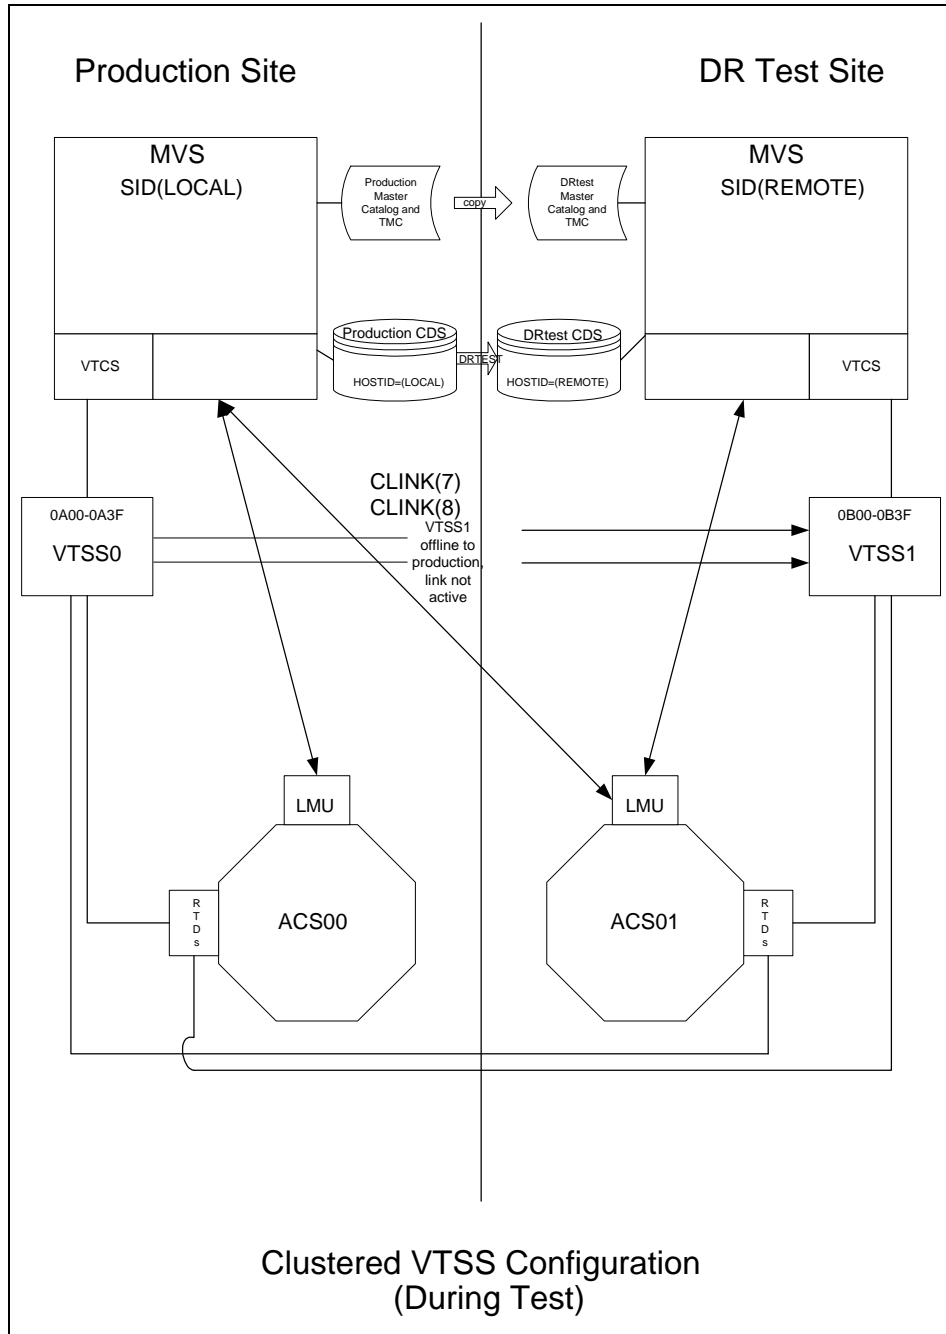 Production Site
DR Test Site
MVS
SID(LOCAL)
Production
Master
Catalog and
TMC
copy
DRtest
Master
Catalog and
TMC
MVS
SID(REMOTE)
VTCS
Production CDS
HOSTID=(LOCAL)
DRTEST
DRtest CDS
HOSTID=(REMOTE)
VTCS
0A00-0A3F
VTSS0
CLINK(7)
CLINK(8)
VTSS1
offline to
production,
link not
active
0B00-0B3F
VTSS1
LMU
LMU
R
T
D
s
ACS00
ACS01
R
T
D
s
Clustered VTSS Configuration
(During Test)